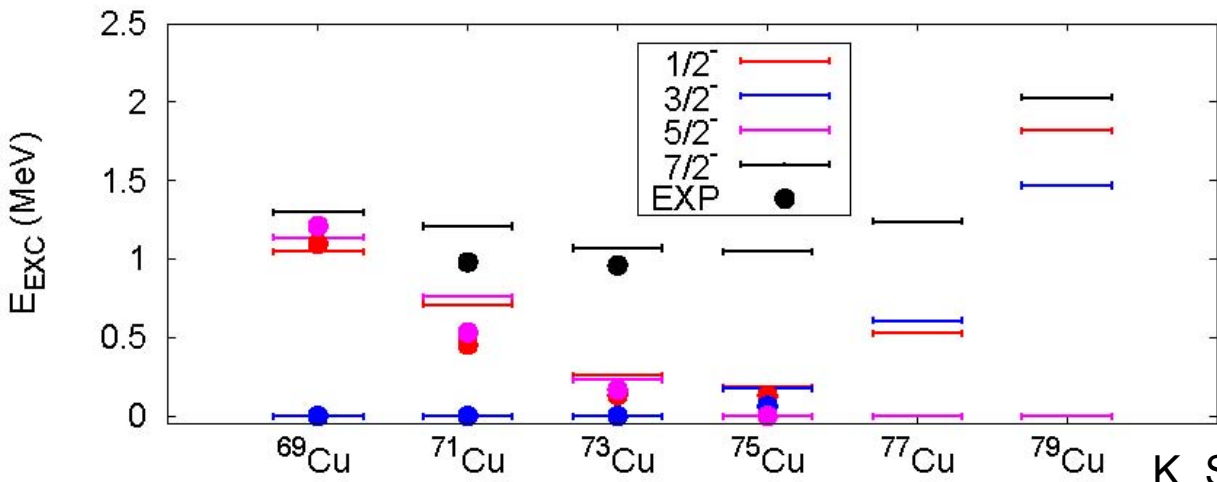 2.5
2
1.5
1
0.5
0
E_EXC (MeV)
1/2⁻
3/2⁻
5/2⁻
7/2⁻
EXP
⁶⁹Cu ⁷¹Cu ⁷³Cu ⁷⁵Cu ⁷⁷Cu ⁷⁹Cu
K